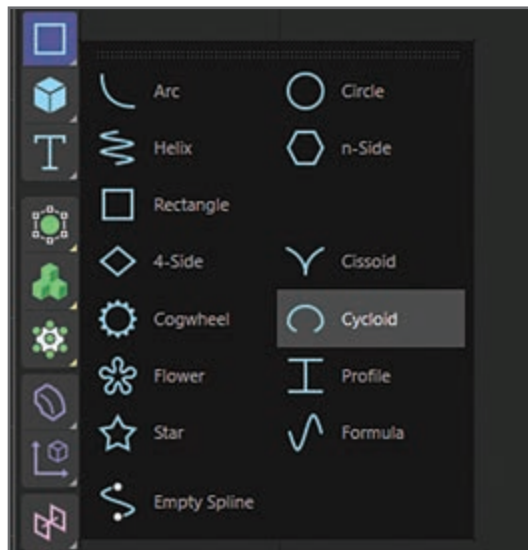 Arc Circle
Helix n-Side
Rectangle
4-Side Cissoid
Cogwheel Cycloid
Flower Profile
Star Formula
Empty Spline